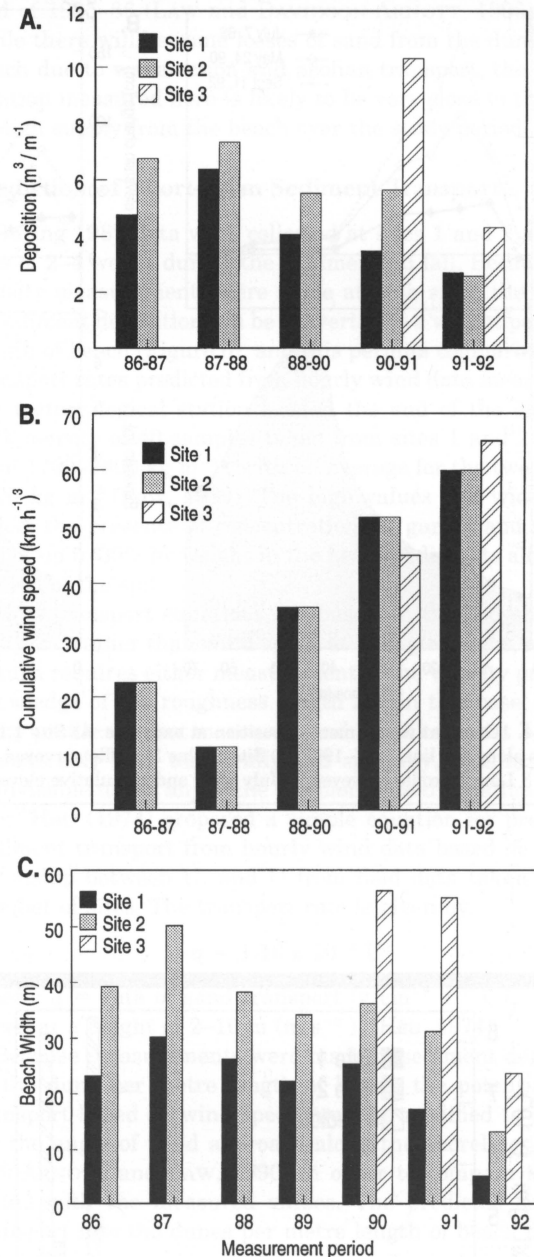 A.
12
10
8
6
4
2
0
Deposition (m³ / m⁻¹)
Site 1
Site 2
Site 3
86-87
87-88
88-90
90-91
91-92
B.
70
60
50
40
30
20
10
0
Cumulative wind speed (km h⁻¹)³
Site 1
Site 2
Site 3
86-87
87-88
88-90
90-91
91-92
C.
60
50
40
30
20
10
0
Beach Width (m)
Site 1
Site 2
Site 3
86
87
88
89
90
91
92
Measurement period